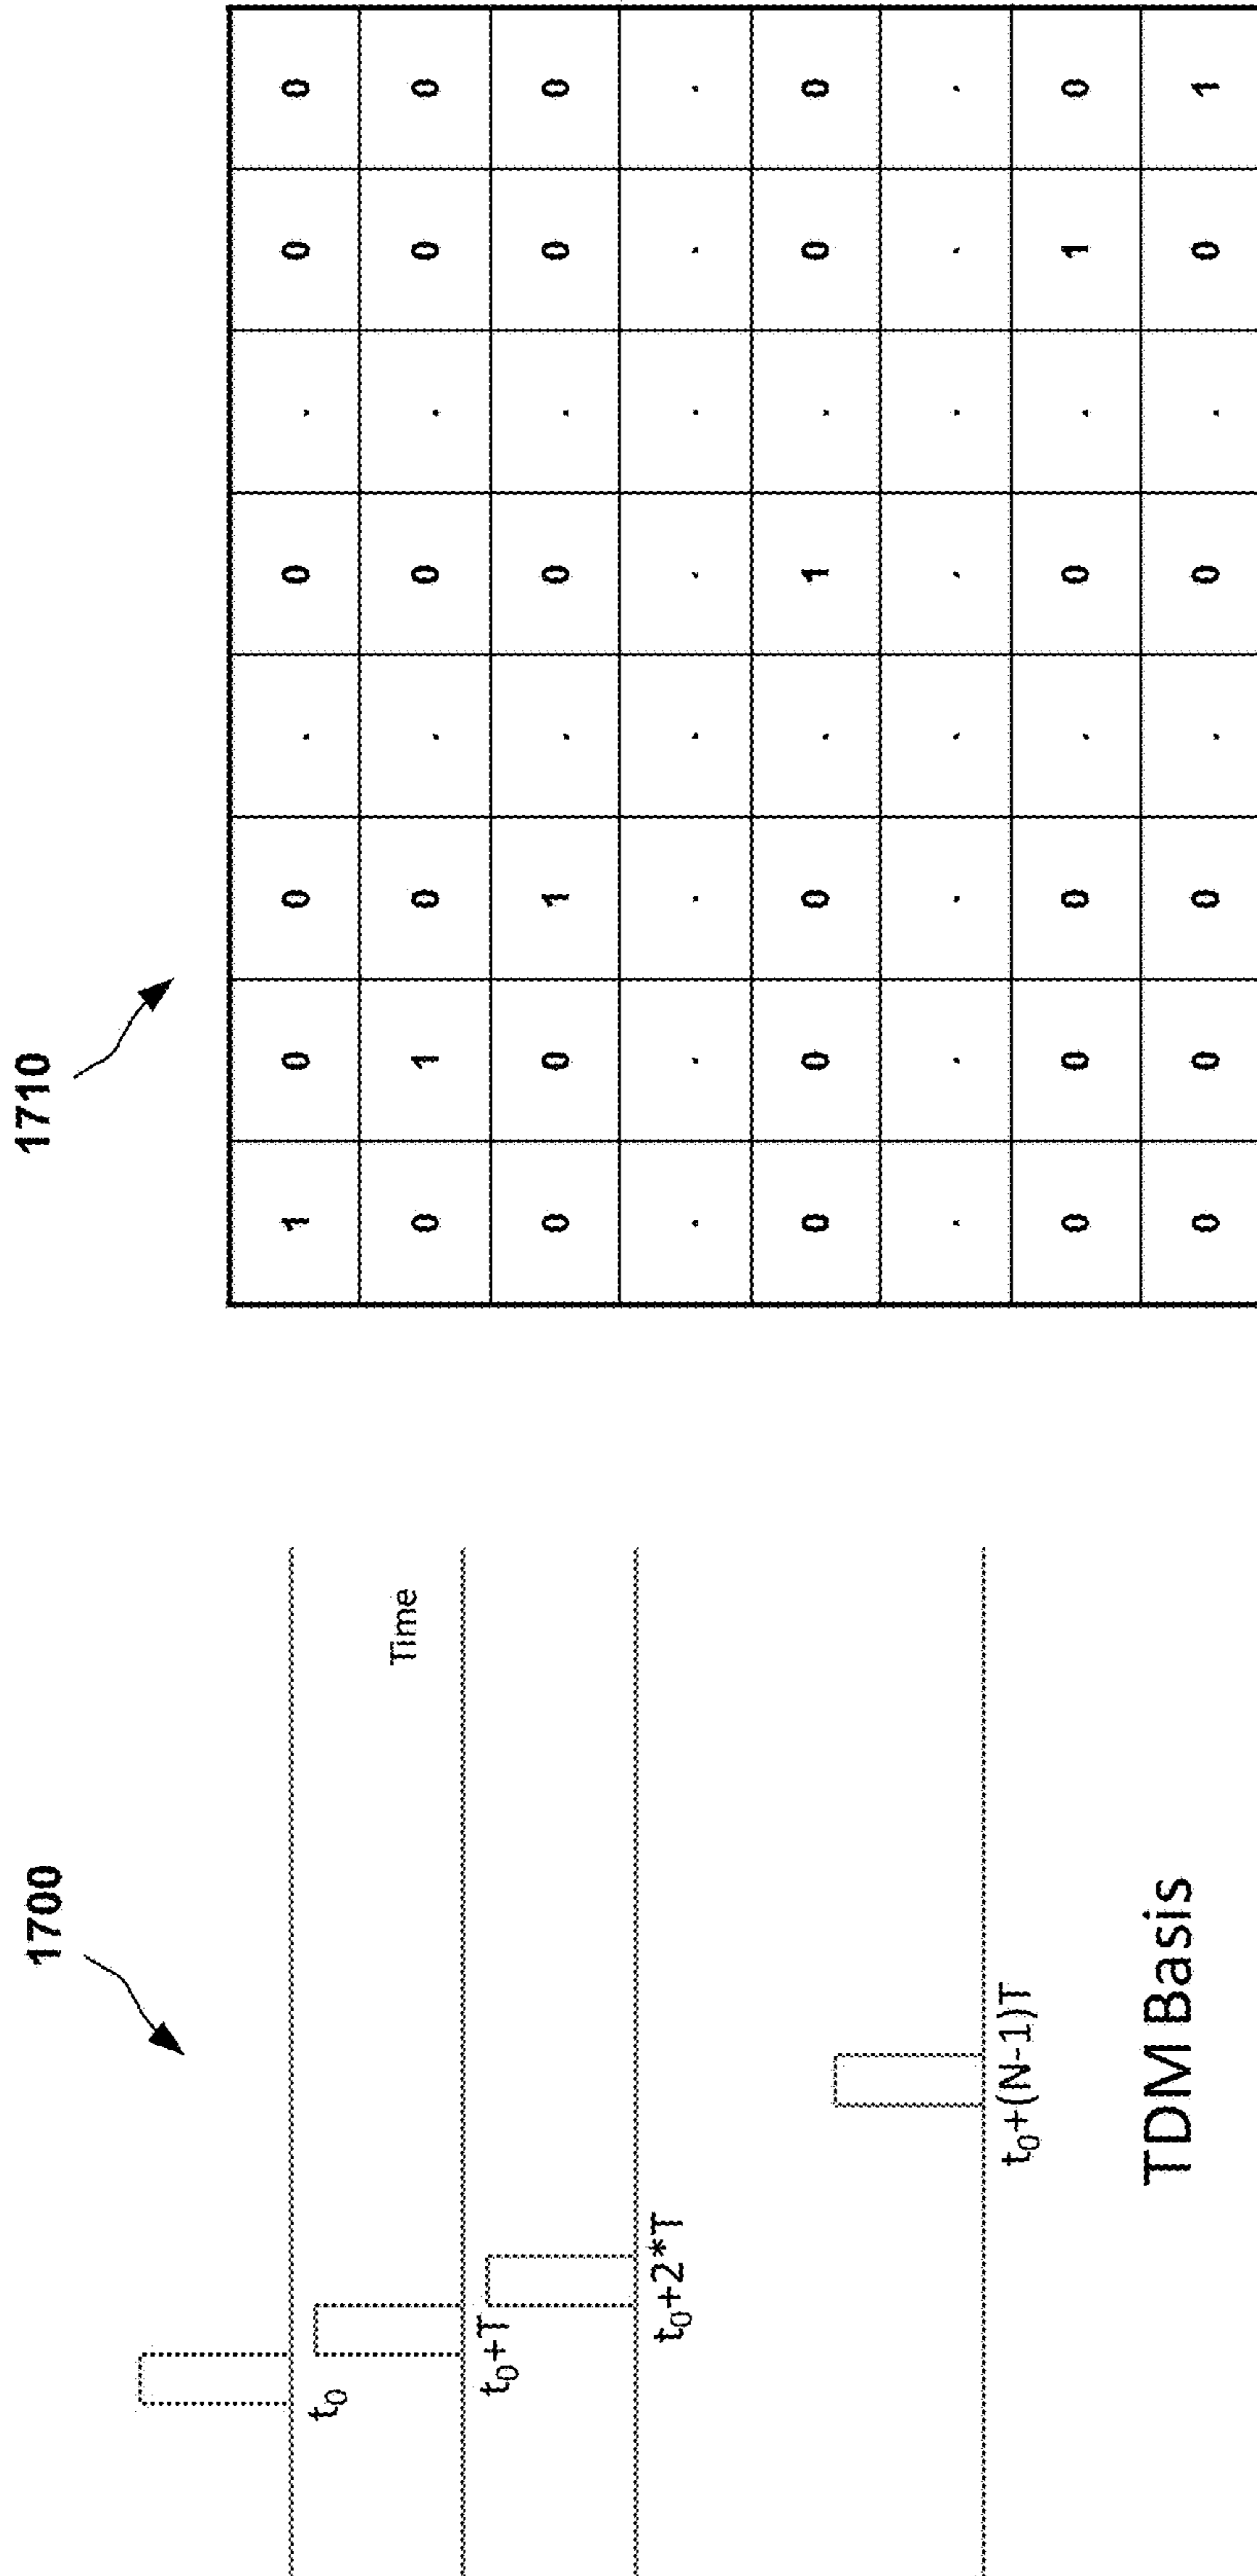 1700
t₀
Time
t₀+T
t₀+2*T
t₀+(N-1)T
TDM Basis
1710
1 0 0 . 0 . 0 0
0 1 0 . 0 . 0 0
0 0 1 . 0 . 0 0
. . . . . . . .
0 0 0 . 1 . 0 0
. . . . . . . .
0 0 0 . 0 . 1 0
0 0 0 . 0 . 0 1